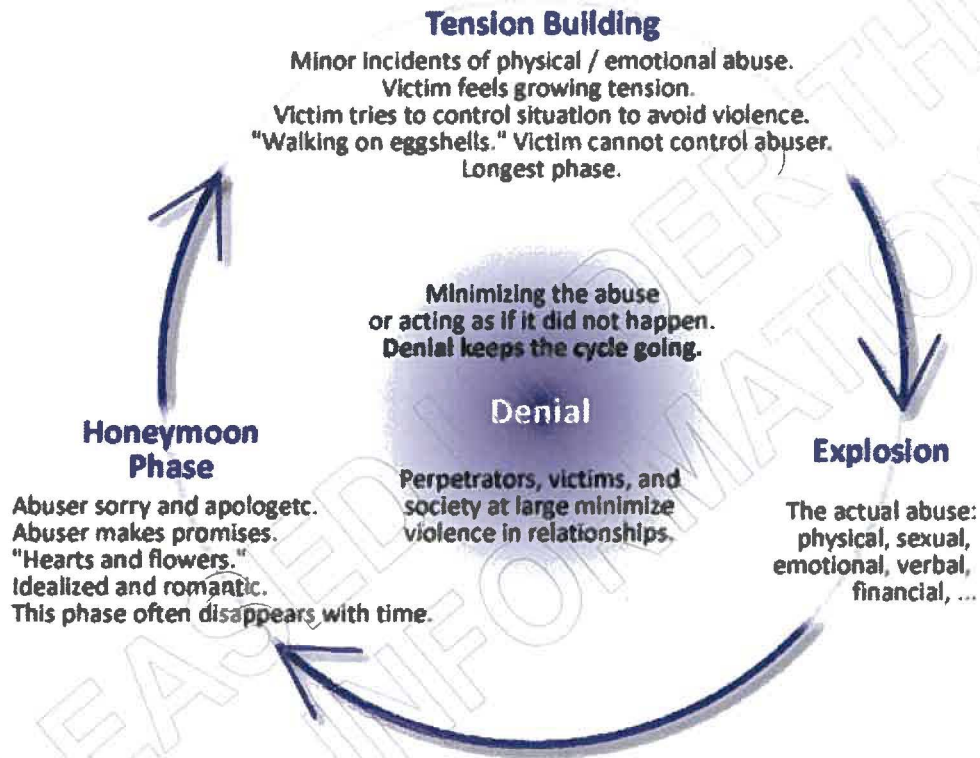 Tension Building
Minor incidents of physical / emotional abuse.
Victim feels growing tension.
Victim tries to control situation to avoid violence.
"Walking on eggshells." Victim cannot control abuser.
Longest phase.
Minimizing the abuse
or acting as if it did not happen.
Denial keeps the cycle going.
Denial
Perpetrators, victims, and
society at large minimize
violence in relationships.
Honeymoon
Phase
Abuser sorry and apologetc.
Abuser makes promises.
"Hearts and flowers."
Idealized and romantic.
This phase often disappears with time.
Explosion
The actual abuse:
physical, sexual,
emotional, verbal,
financial, ...
INFORMATION